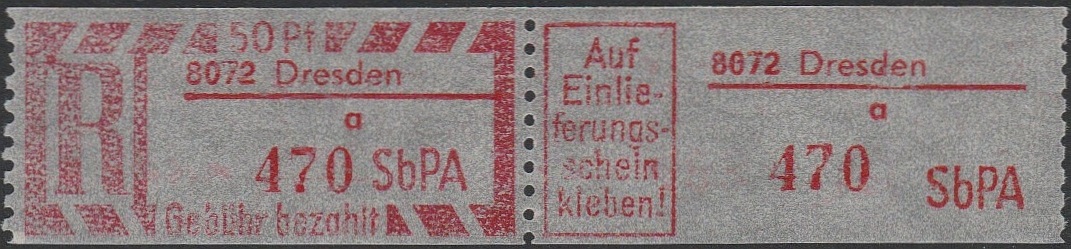 50 Pf
R
8072 Dresden
a
470 SbPA
Gebühr bezahlt
Auf
Einlie-
ferungs-
schein
kleben!
8072 Dresden
a
470
SbPA